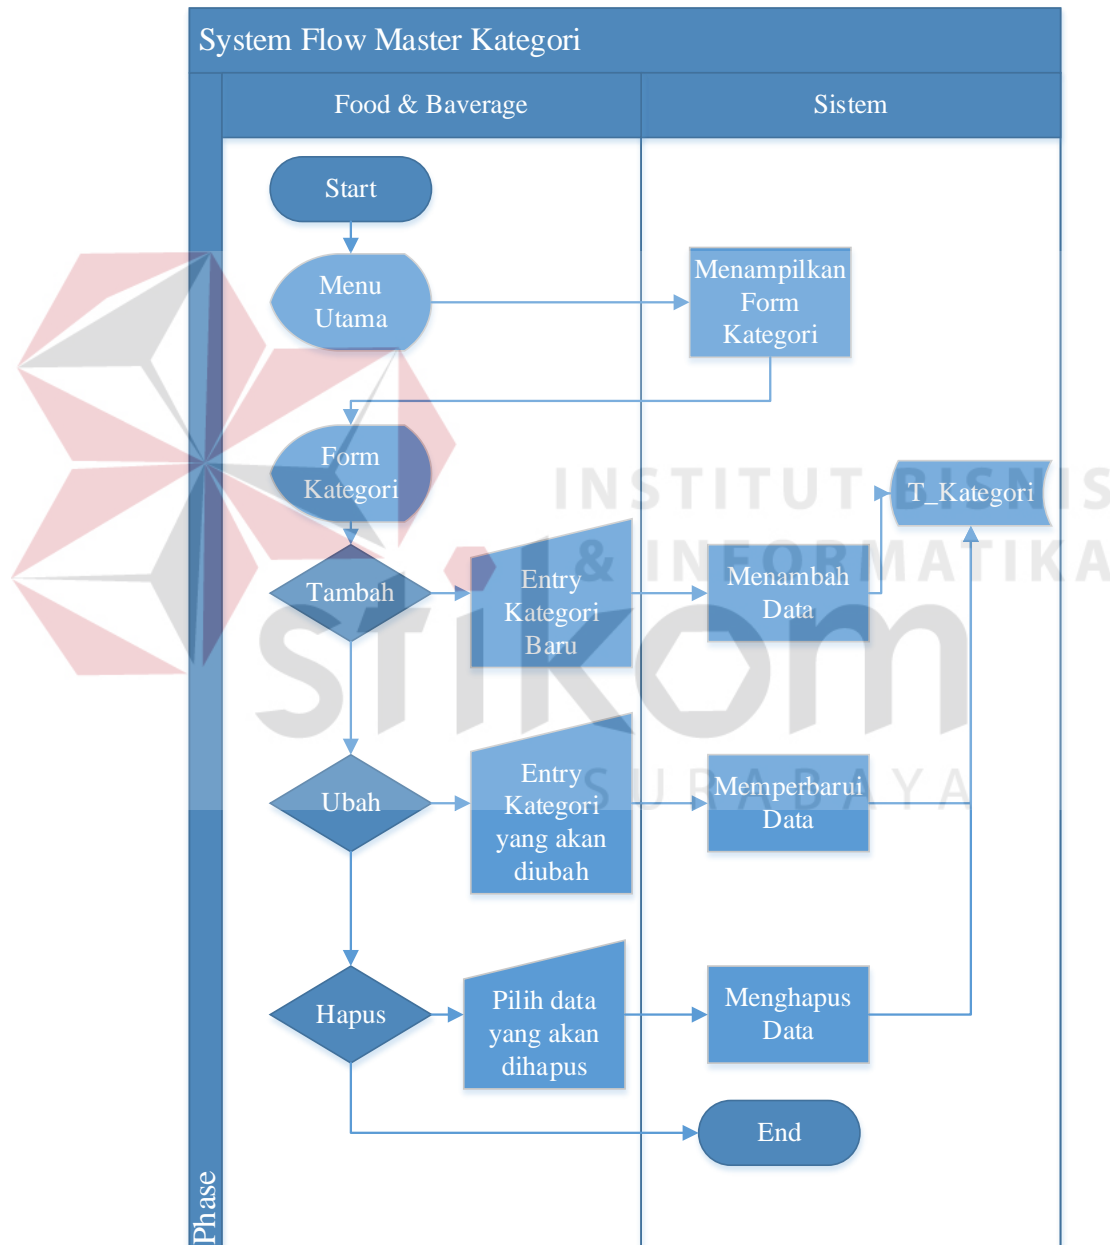 System Flow Master Kategori
Food & Baverage
Sistem
Start
Menu
Utama
Menampilkan
Form
Kategori
Form
Kategori
T_Kategori
Tambah
Entry
Kategori
Baru
Menambah
Data
Ubah
Entry
Kategori
yang akan
diubah
Memperbarui
Data
Hapus
Pilih data
yang akan
dihapus
Menghapus
Data
End
Phase
INSTITUT BISNIS
& INFORMATIKA
stikom
SURABAYA